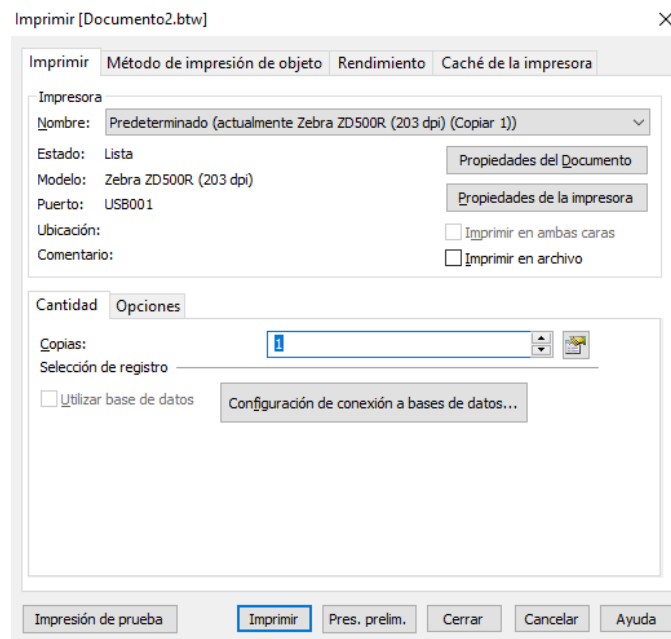 Imprimir [Documento2.btw]
Imprimir Método de impresión de objeto Rendimiento Caché de la impresora
Impresora
Nombre: Predeterminado (actualmente Zebra ZD500R (203 dpi) (Copiar 1))
Estado: Lista
Propiedades del Documento
Modelo: Zebra ZD500R (203 dpi)
Puerto: USB001
Propiedades de la impresora
Ubicación:
Imprimir en ambas caras
Comentario:
Imprimir en archivo
Cantidad Opciones
Copias: 1
Selección de registro
Utilizar base de datos Configuración de conexión a bases de datos...
Impresión de prueba Imprimir Pres. prelim. Cerrar Cancelar Ayuda